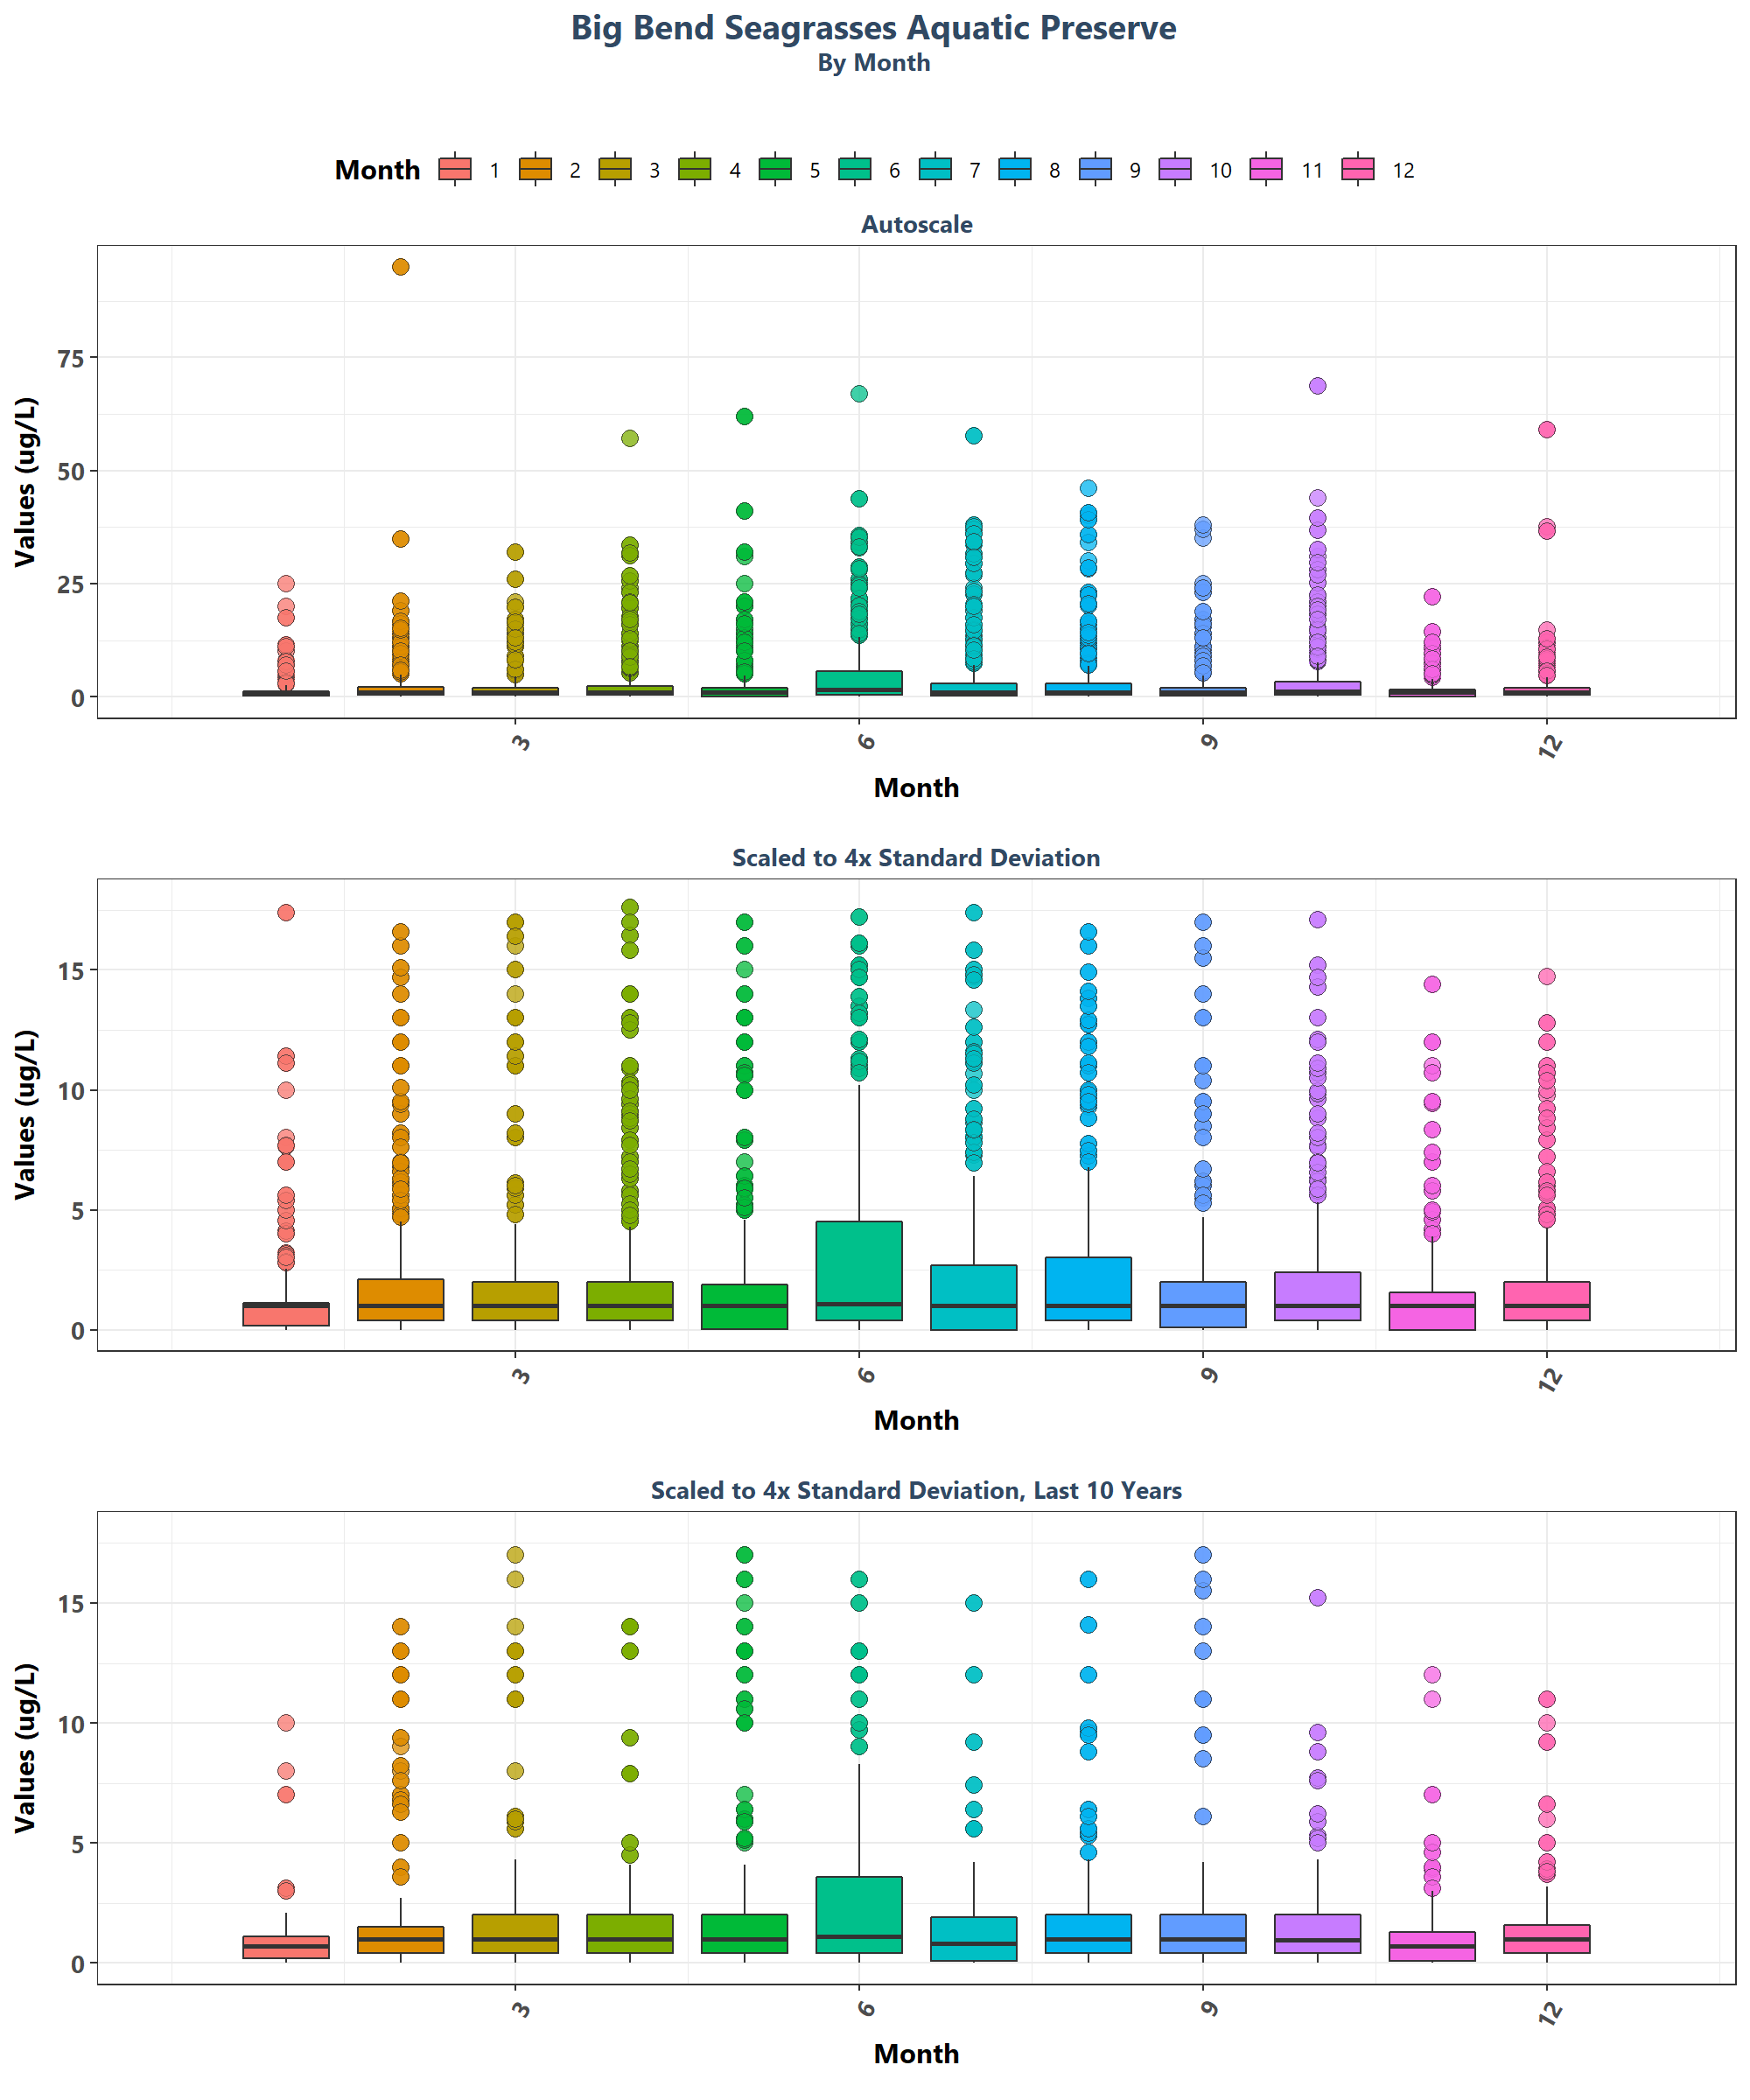 Big Bend Seagrasses Aquatic Preserve
By Month
Month 1 2 3 4 5 6 7 8 9 10 11 12
Autoscale
Values (ug/L)
75
50
25
0
3 6 9 12
Month
Scaled to 4x Standard Deviation
Values (ug/L)
15
10
5
0
3 6 9 12
Month
Scaled to 4x Standard Deviation, Last 10 Years
Values (ug/L)
15
10
5
0
3 6 9 12
Month